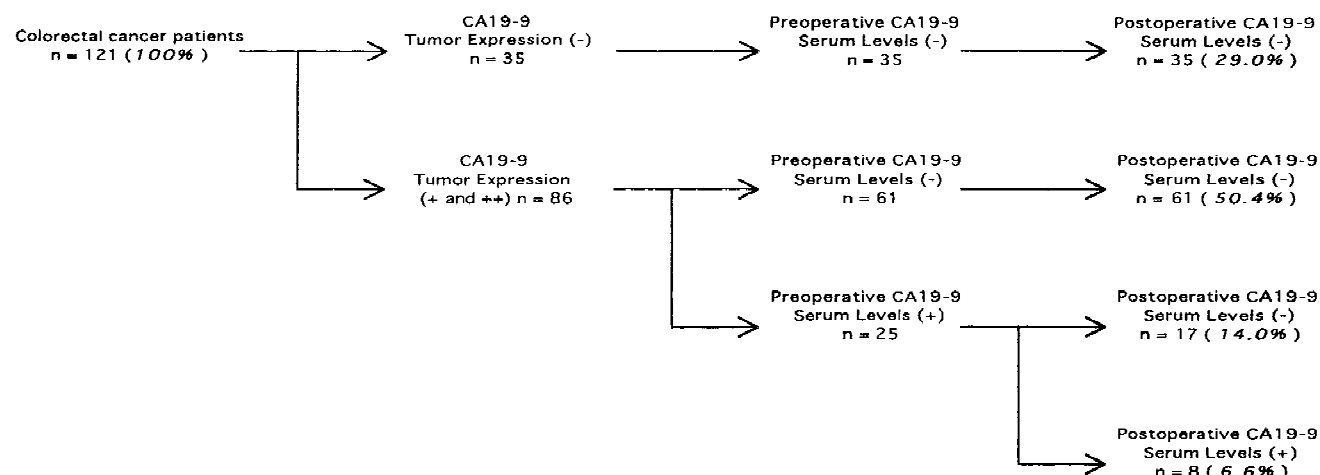 Colorectal cancer patients
n = 121 (100% )
CA19-9
Tumor Expression (-)
n = 35
Preoperative CA19-9
Serum Levels (-)
n = 35
Postoperative CA19-9
Serum Levels (-)
n = 35 ( 29.0% )
CA19-9
Tumor Expression
(+ and ++) n = 86
Preoperative CA19-9
Serum Levels (-)
n = 61
Postoperative CA19-9
Serum Levels (-)
n = 61 ( 50.4% )
Preoperative CA19-9
Serum Levels (+)
n = 25
Postoperative CA19-9
Serum Levels (-)
n = 17 ( 14.0% )
Postoperative CA19-9
Serum Levels (+)
n = 8 ( 6.6% )